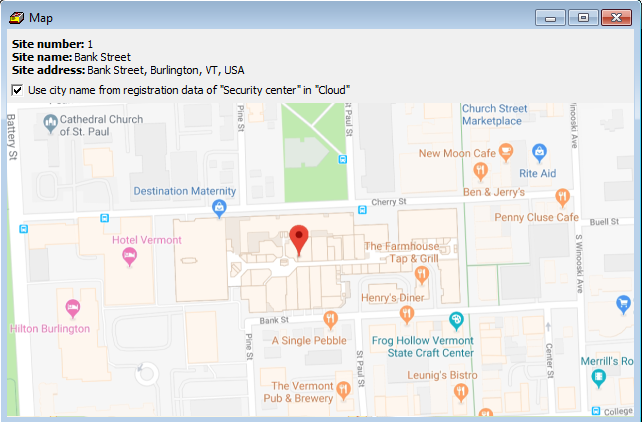 Map
Site number: 1
Site name: Bank Street
Site address: Bank Street, Burlington, VT, USA
Use city name from registration data of "Security center" in "Cloud"
Battery St
Cathedral Church
of St. Paul
Pine St
St Paul St
Church Street
Marketplace
S Winooski Ave
New Moon Cafe
Rite Aid
Ben & Jerry's
Destination Maternity
Cherry St
Penny Cluse Cafe
Buell St
Hotel Vermont
The Farmhouse
Tap & Grill
S Winooski Ave
Henry's Diner
Hilton Burlington
Bank St
A Single Pebble
Frog Hollow Vermont
State Craft Center
Pine St
St Paul St
Center St
Merrill's Ro
Leunig's Bistro
The Vermont
Pub & Brewery
College